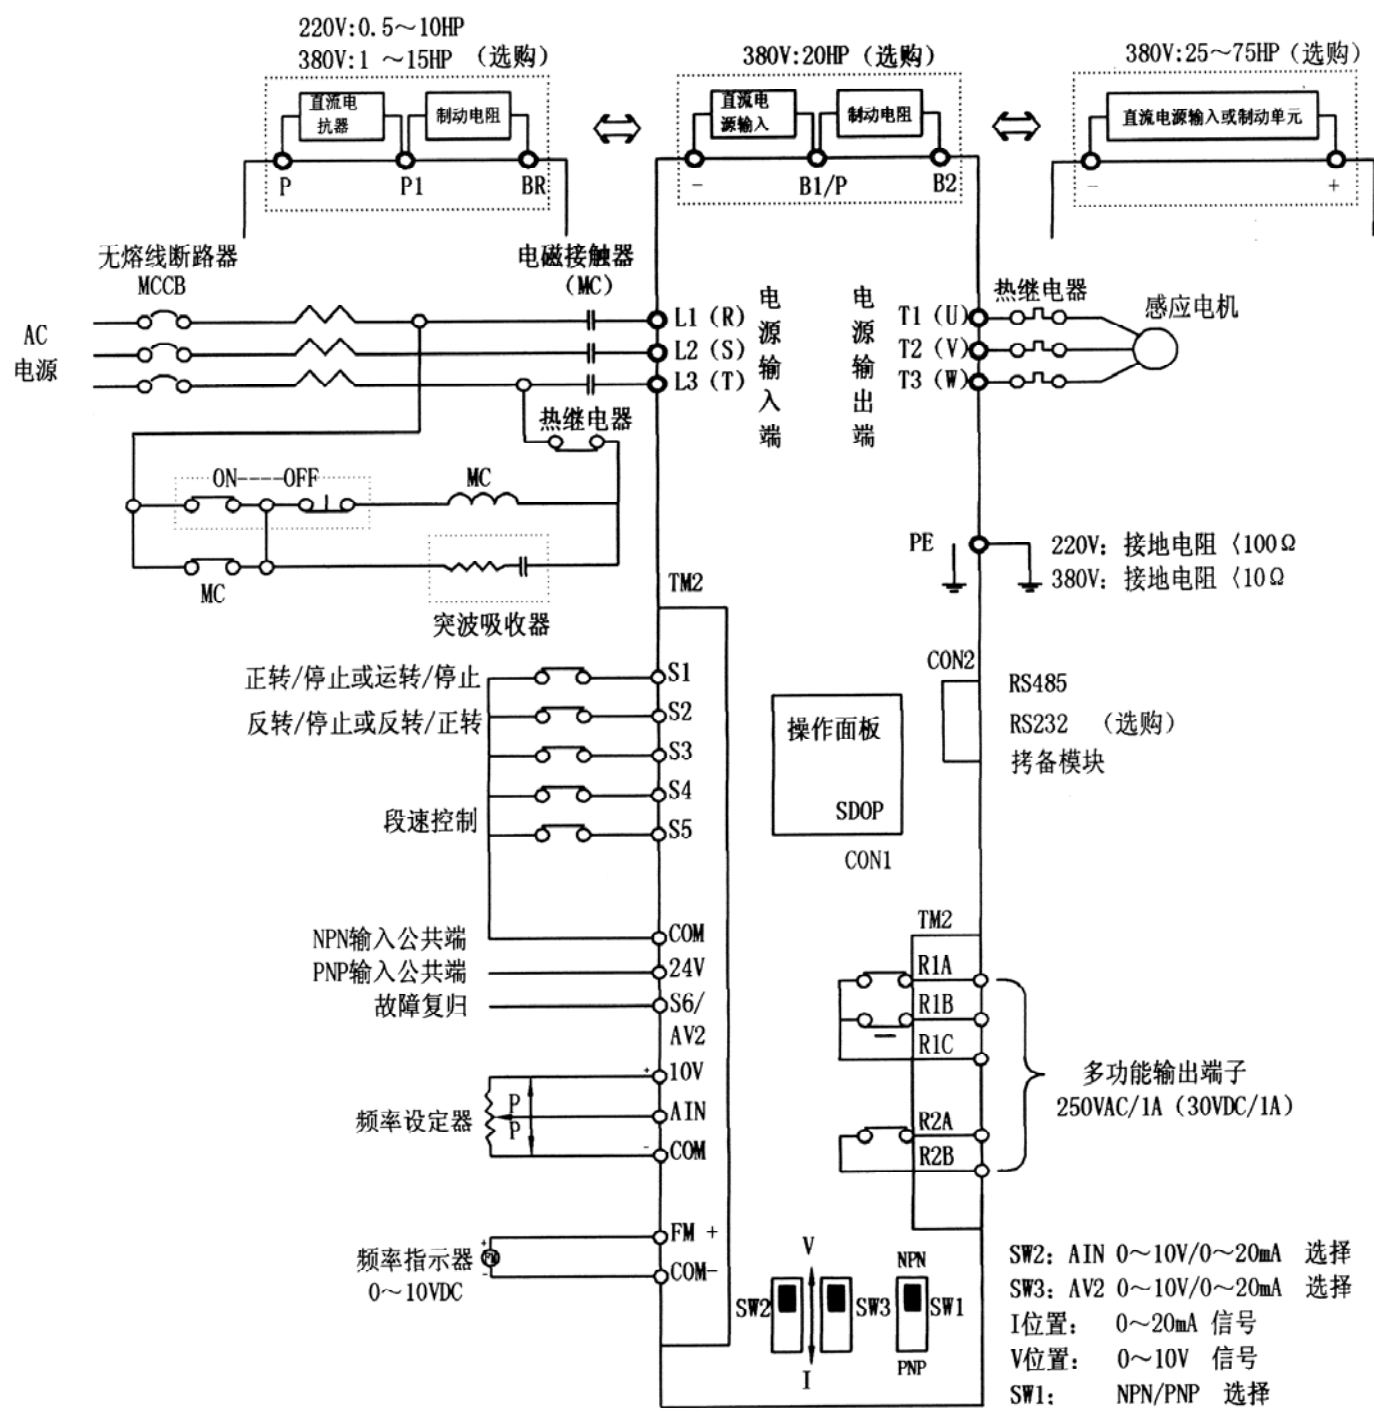 220V:0.5～10HP
380V:1 ～15HP (选购)
380V:20HP (选购)
380V:25～75HP (选购)
直流电
抗器
制动电阻
直流电
源输入
制动电阻
直流电源输入或制动单元
P
P1
BR
-
B1/P
B2
-
+
无熔线断路器
MCCB
电磁接触器
(MC)
AC
电源
L1 (R)
L2 (S)
L3 (T)
电源输入端
电源输出端
T1 (U)
T2 (V)
T3 (W)
热继电器
感应电机
热继电器
ON----OFF
MC
MC
突波吸收器
PE
220V: 接地电阻 〈100Ω
380V: 接地电阻 〈10Ω
TM2
正转/停止或运转/停止
S1
反转/停止或反转/正转
S2
S3
S4
段速控制
S5
操作面板
SDOP
CON1
CON2
RS485
RS232 (选购)
拷备模块
NPN输入公共端
COM
PNP输入公共端
24V
故障复归
S6/
AV2
+
10V
P
频率设定器
AIN
P
-
COM
频率指示器
0～10VDC
+
FM
-
FM +
COM-
TM2
R1A
R1B
R1C
R2A
R2B
多功能输出端子
250VAC/1A (30VDC/1A)
V
SW2
SW3
I
NPN
SW1
PNP
SW2: AIN 0～10V/0～20mA 选择
SW3: AV2 0～10V/0～20mA 选择
I位置: 0～20mA 信号
V位置: 0～10V 信号
SW1: NPN/PNP 选择